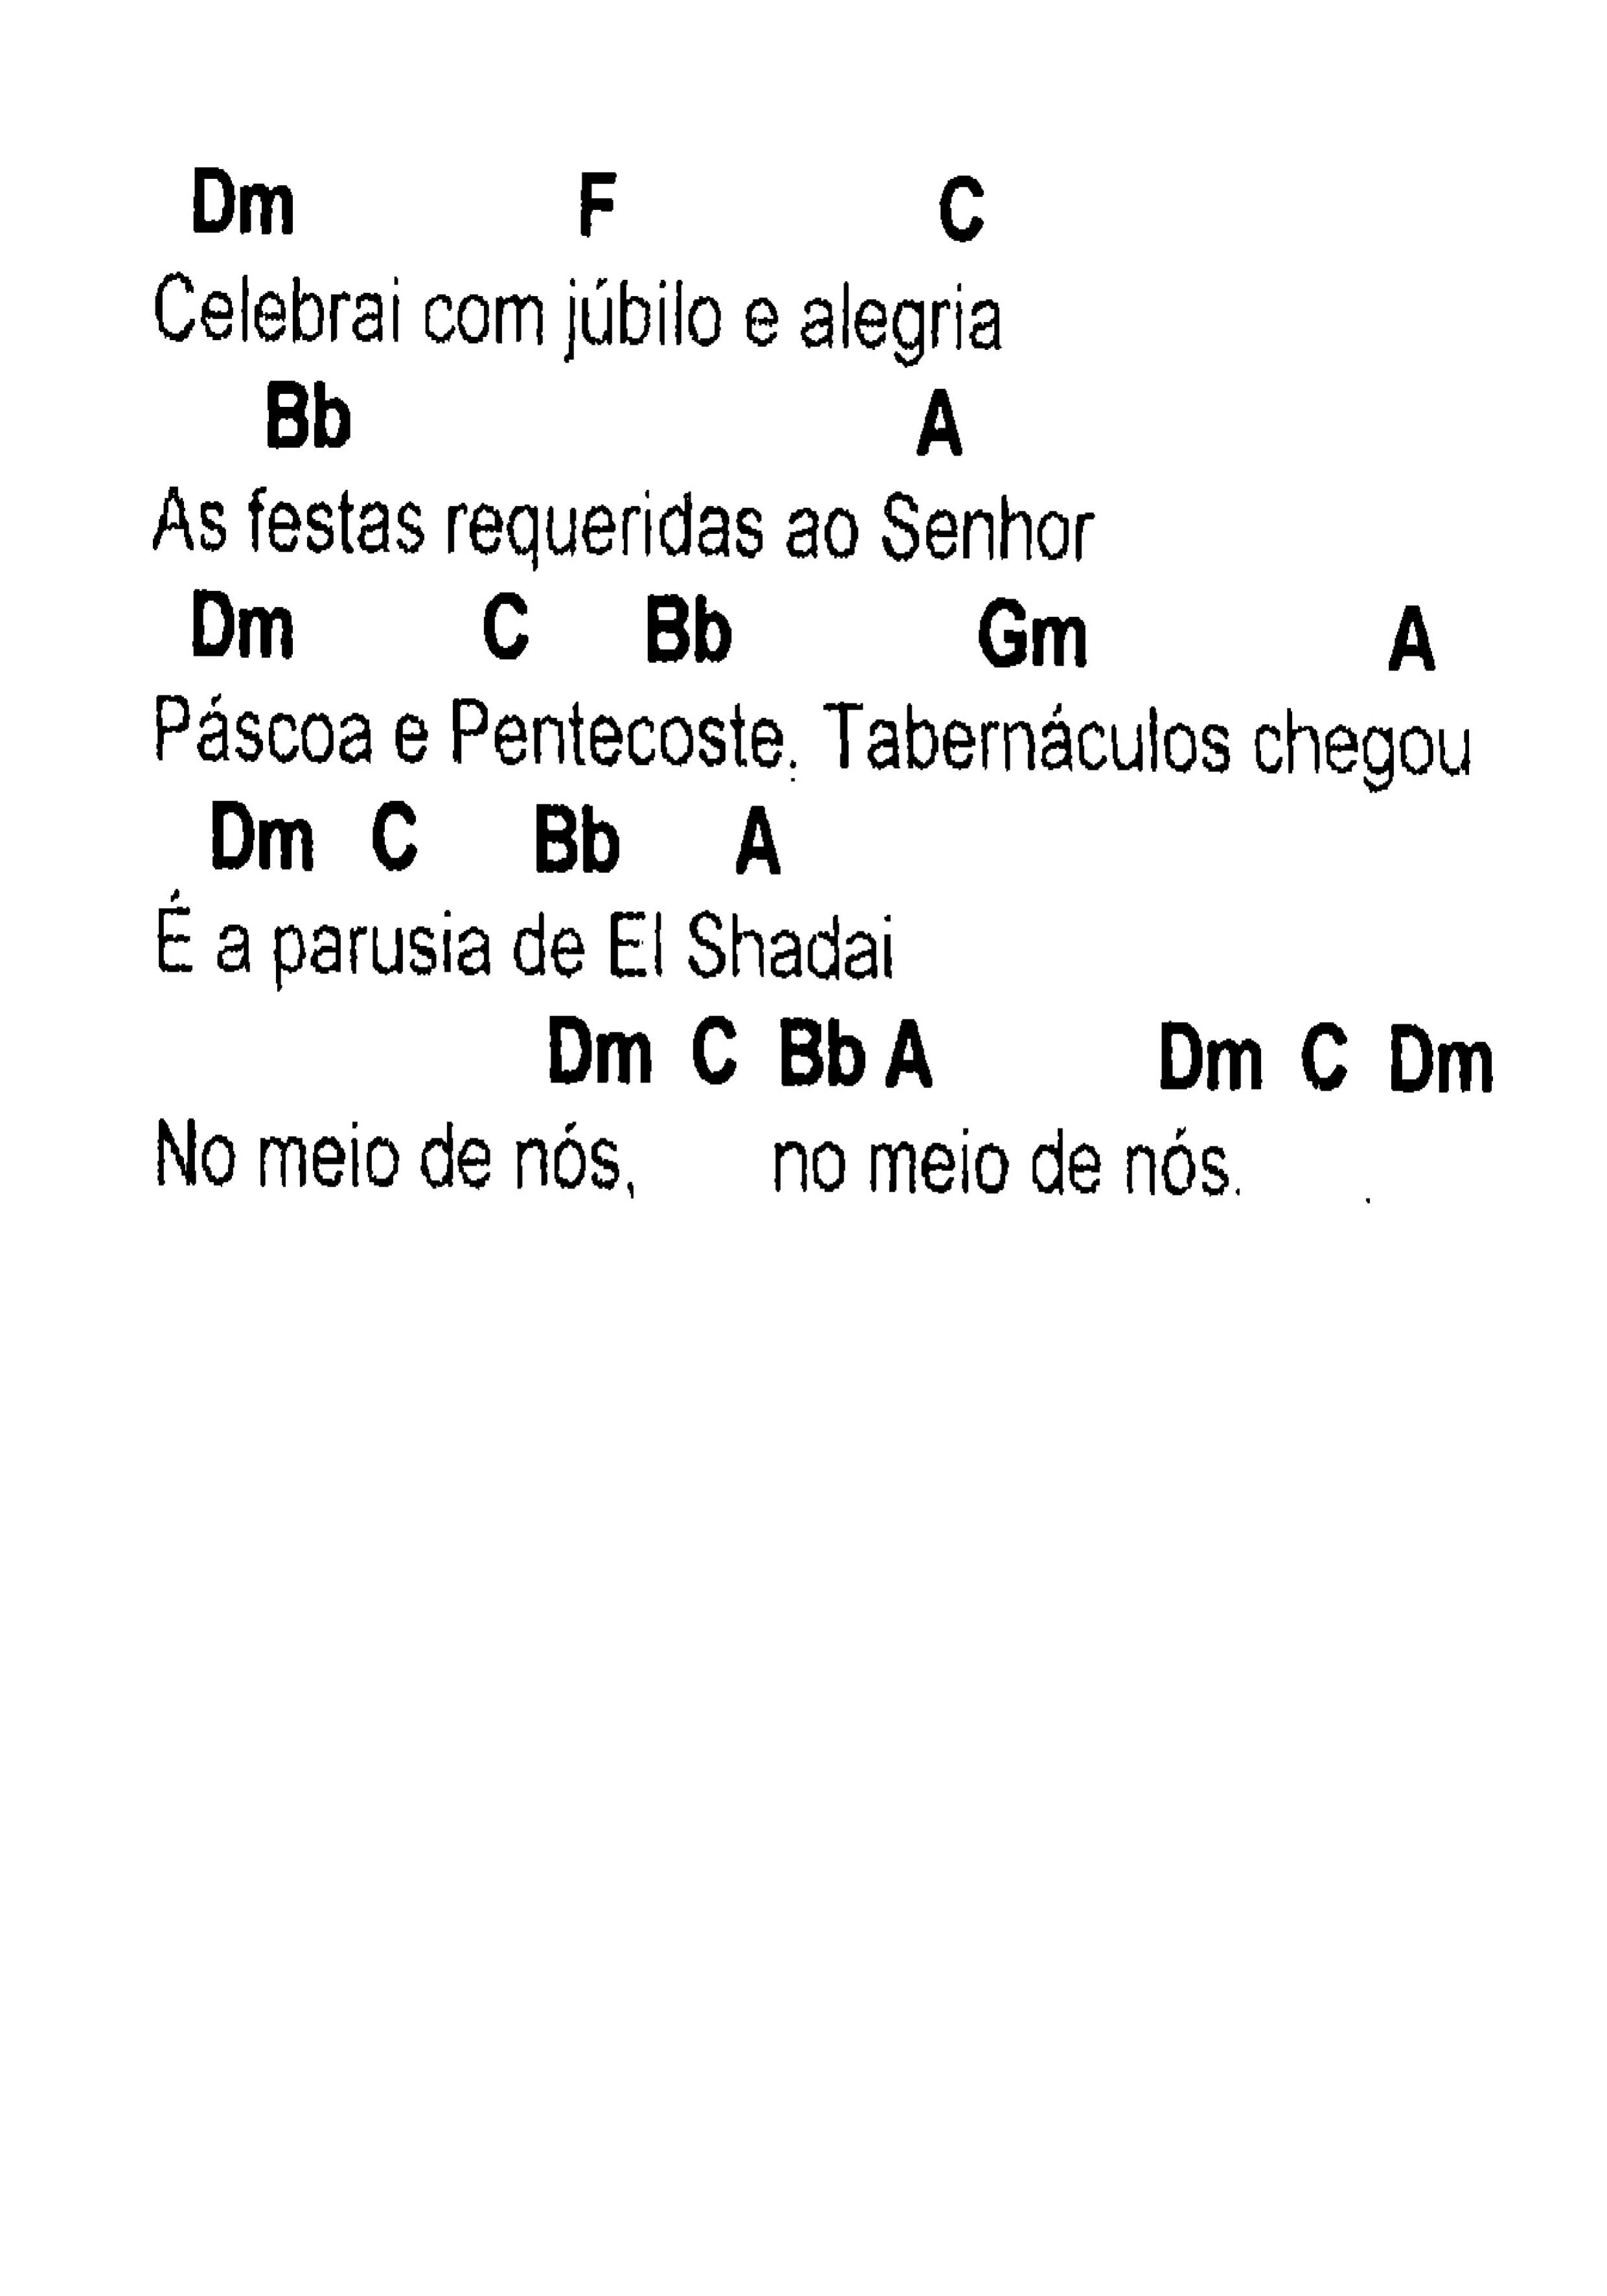 Dm F C
Celebrai com júbilo e alegria
Bb A
As festas requeridas ao Senhor
Dm C Bb Gm A
Páscoa e Pentecoste. Tabernáculos chegou
Dm C Bb A
É a parusia de El Shadai
Dm C Bb A Dm C Dm
No meio de nós, no meio de nós.